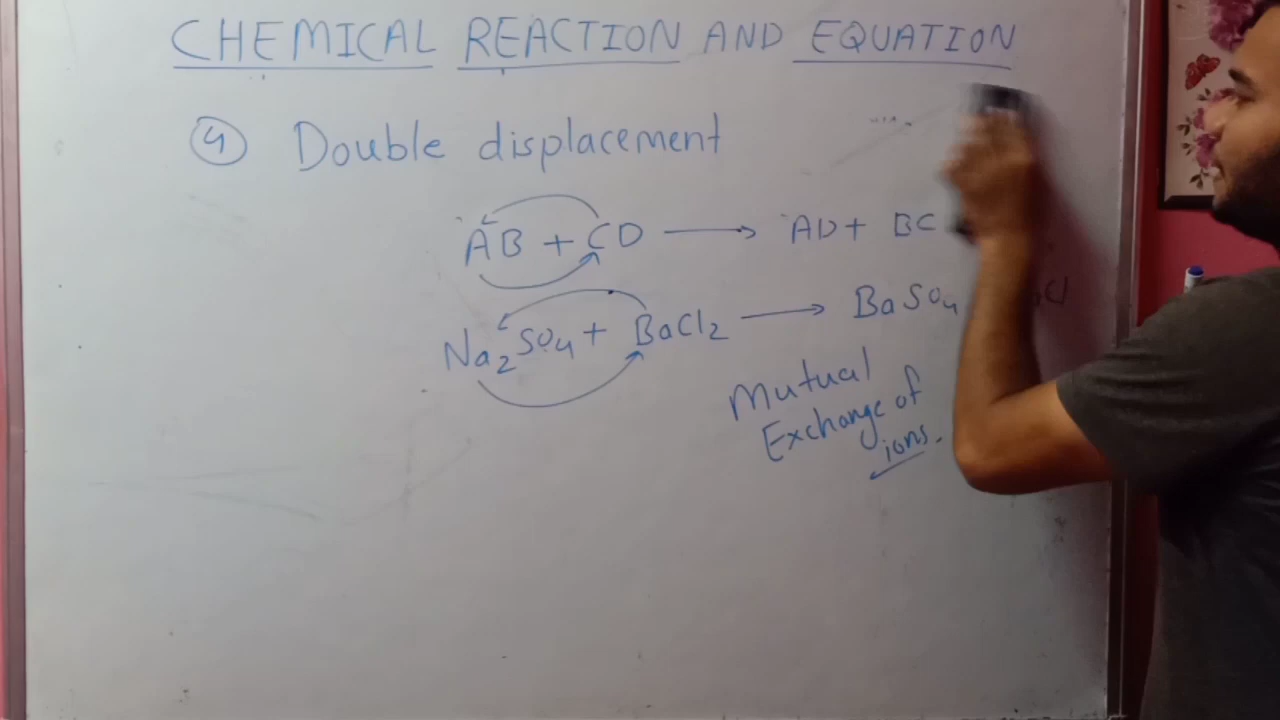 CHEMICAL REACTION AND EQUATION
4 Double displacement
AB + CD → AD + BC
Na₂SO₄ + BaCl₂ → BaSO₄
Mutual
Exchange of
ions.